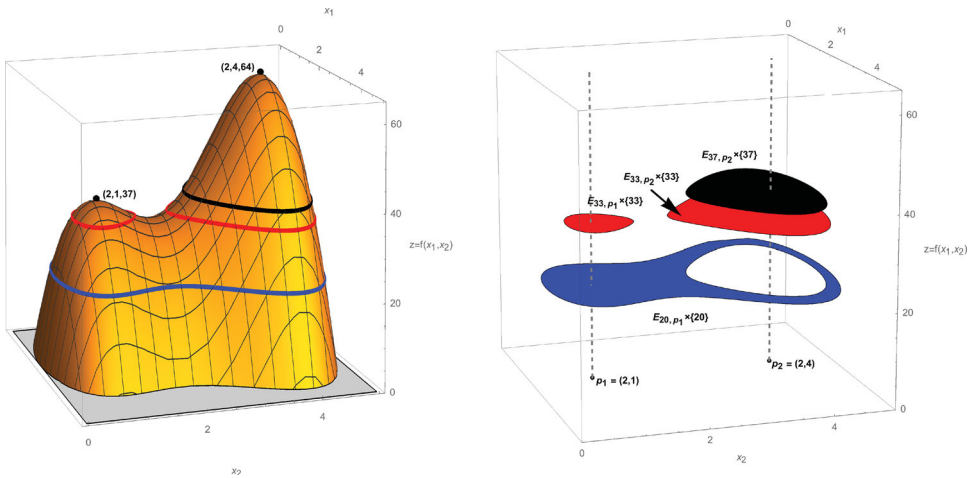 x₁
0
2
4
(2,4,64)
(2,1,37)
60
40
z=f(x₁,x₂)
20
0
0
2
4
x₂
x₁
0
2
4
60
E₃₇,ₚ₂×{37}
E₃₃,ₚ₂×{33}
E₃₃,ₚ₁×{33}
40
z=f(x₁,x₂)
E₂₀,ₚ₁×{20}
20
p₂ = (2,4)
p₁ = (2,1)
0
0
2
4
x₂